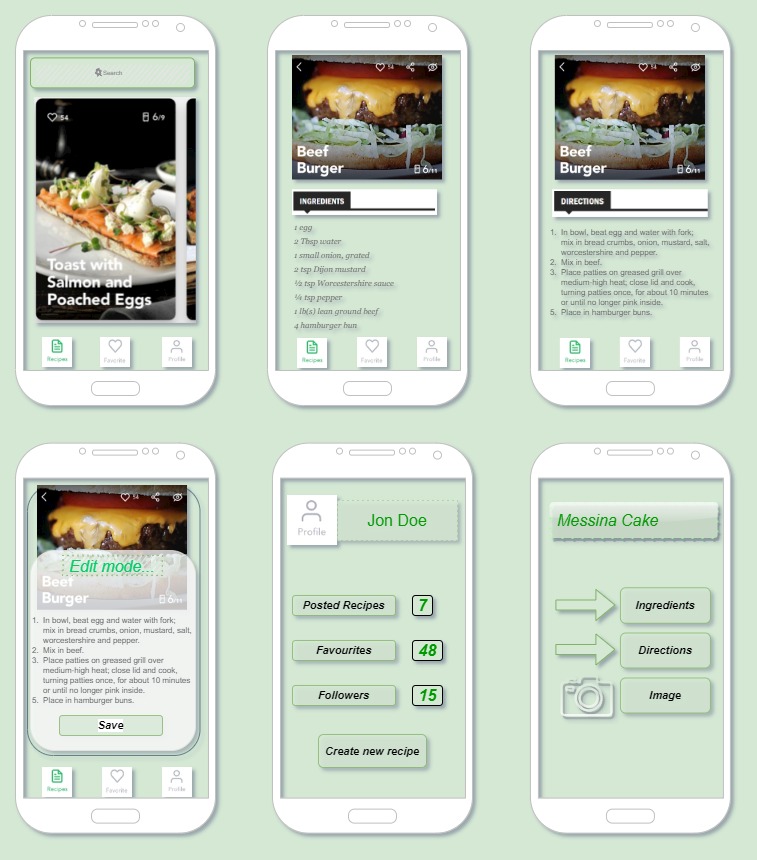 Search
54
6/9
Toast with
Salmon and
Poached Eggs
Recipes
Favorite
Profile
54
Beef
Burger
6/11
INGREDIENTS
1 egg
2 Tbsp water
1 small onion, grated
2 tsp Dijon mustard
½ tsp Worcestershire sauce
¼ tsp pepper
1 lb(s) lean ground beef
4 hamburger bun
Recipes
Favorite
Profile
54
Beef
Burger
6/11
DIRECTIONS
1. In bowl, beat egg and water with fork;
mix in bread crumbs, onion, mustard, salt,
worcestershire and pepper.
2. Mix in beef.
3. Place patties on greased grill over
medium-high heat; close lid and cook,
turning patties once, for about 10 minutes
or until no longer pink inside.
5. Place in hamburger buns.
Recipes
Favorite
Profile
54
Edit mode...
Beef
Burger
6/11
1. In bowl, beat egg and water with fork;
mix in bread crumbs, onion, mustard, salt,
worcestershire and pepper.
2. Mix in beef.
3. Place patties on greased grill over
medium-high heat; close lid and cook,
turning patties once, for about 10 minutes
or until no longer pink inside.
5. Place in hamburger buns.
Save
Recipes
Favorite
Profile
Profile
Jon Doe
Posted Recipes 7
Favourites 48
Followers 15
Create new recipe
Messina Cake
Ingredients
Directions
Image